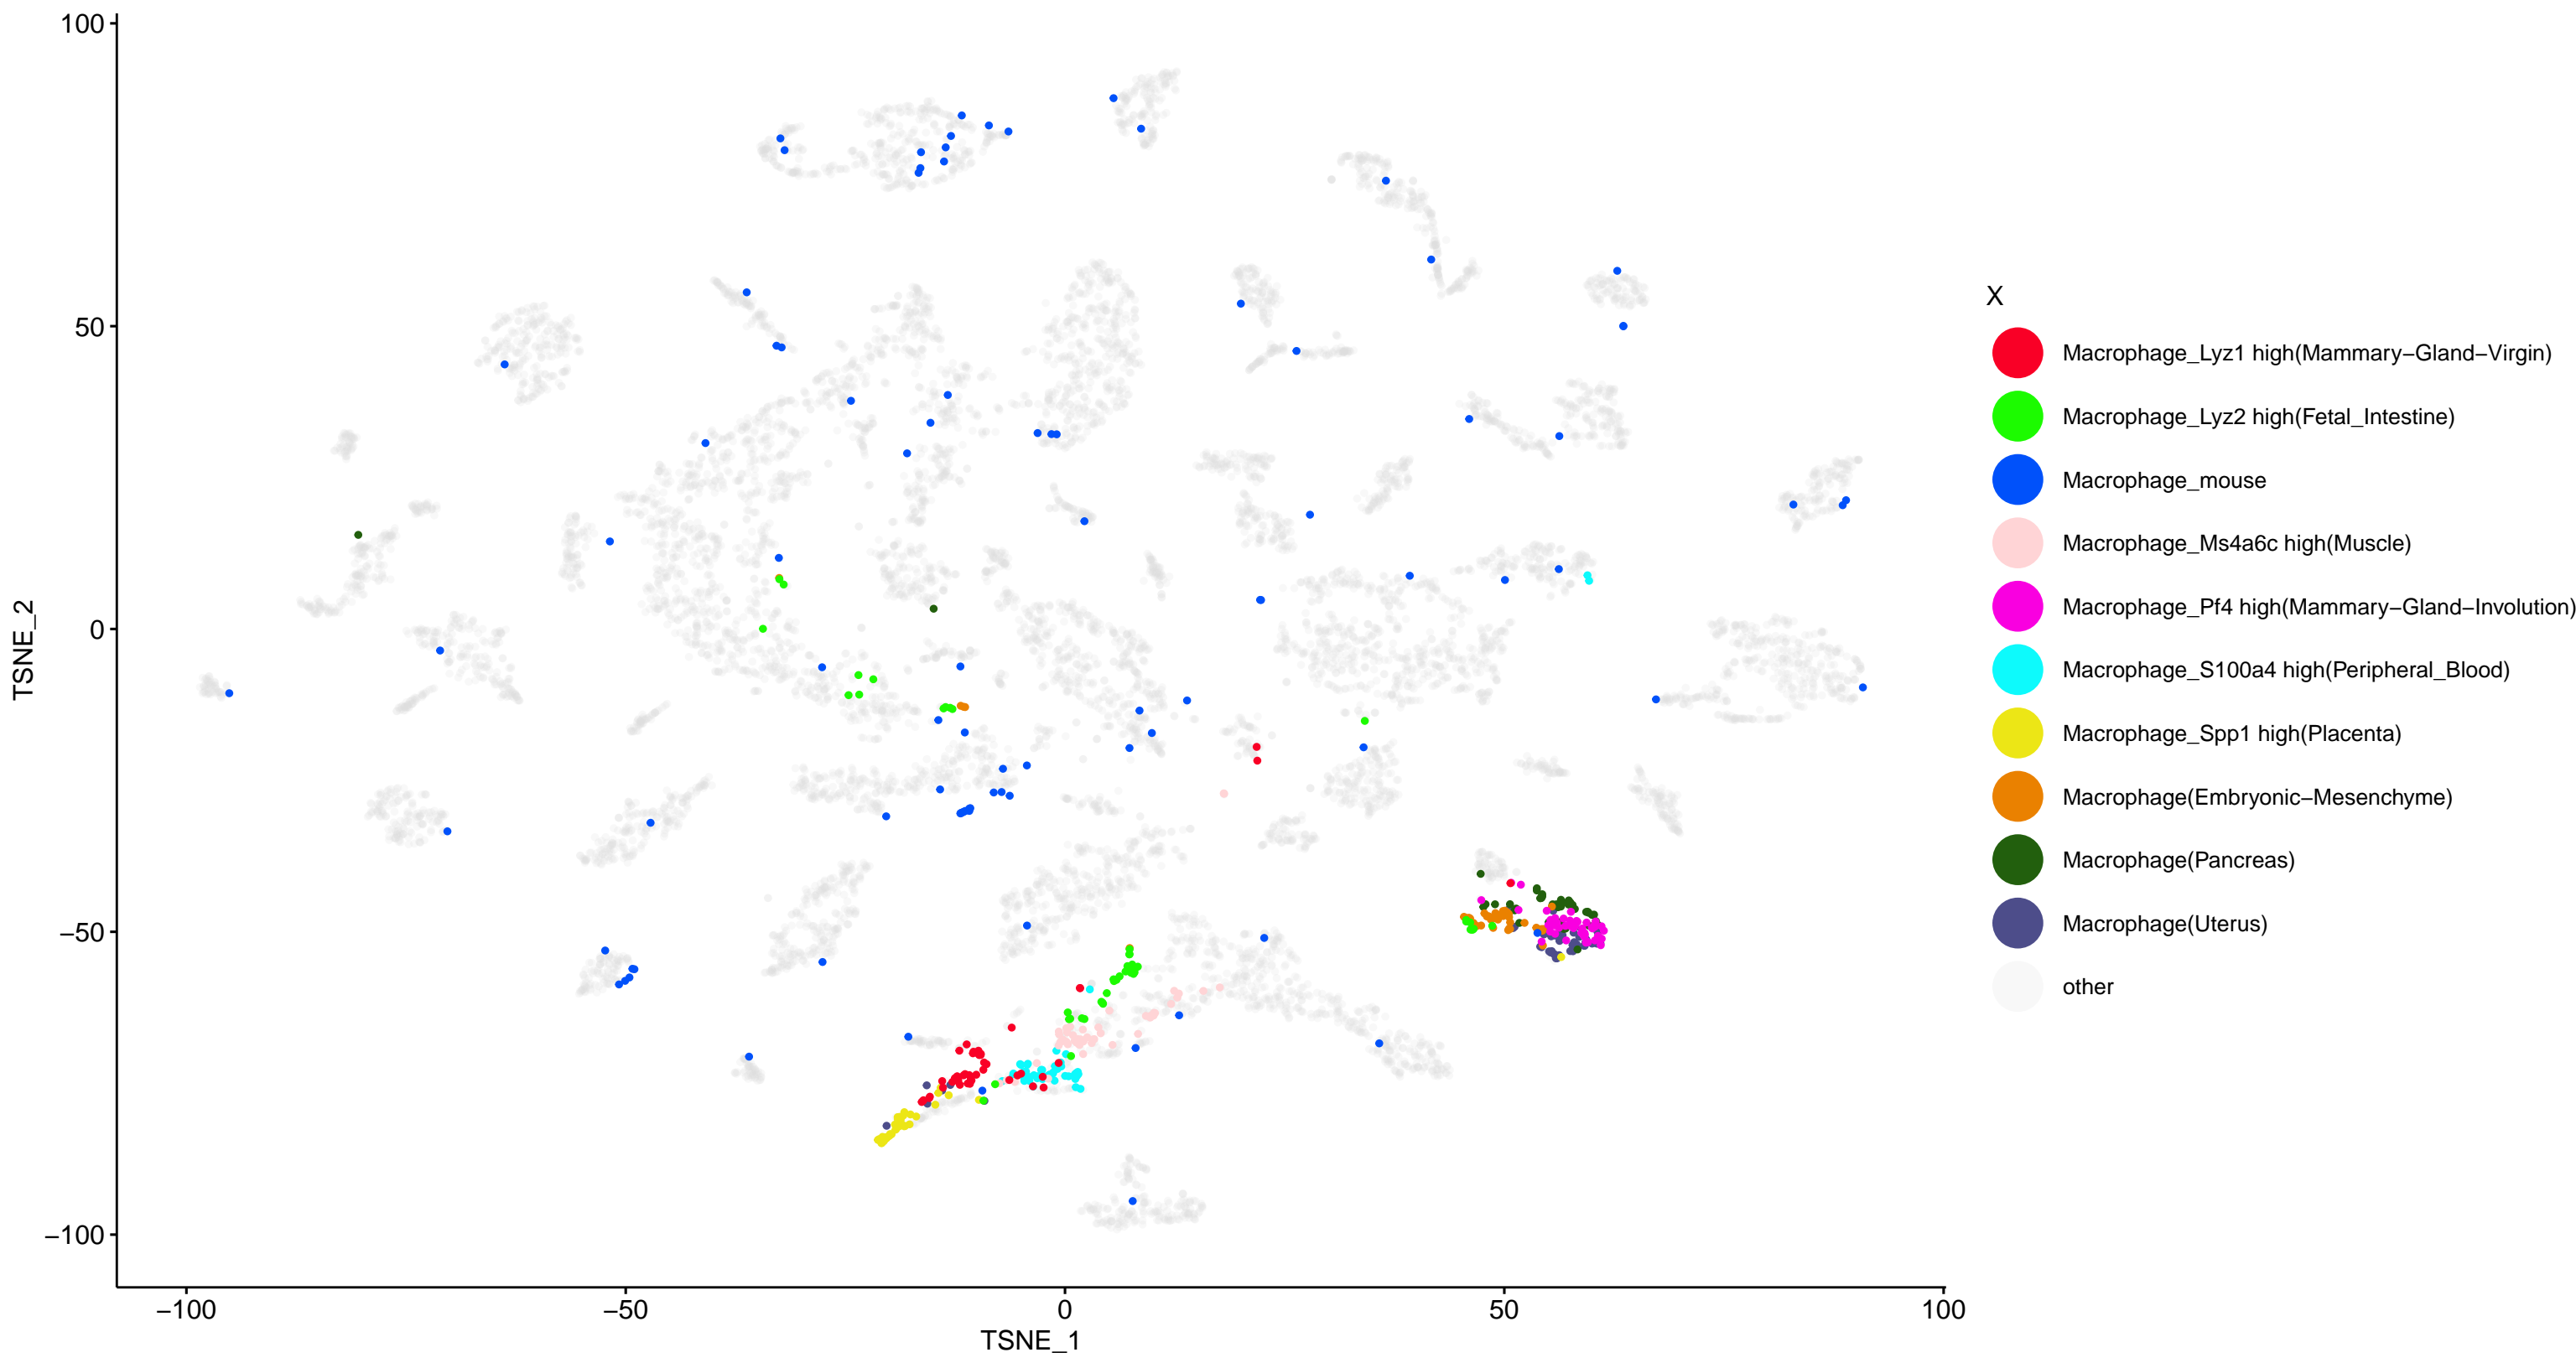 100
50
0
−50
−100
TSNE_2
−100
−50
0
50
100
TSNE_1
X
Macrophage_Lyz1 high(Mammary−Gland−Virgin)
Macrophage_Lyz2 high(Fetal_Intestine)
Macrophage_mouse
Macrophage_Ms4a6c high(Muscle)
Macrophage_Pf4 high(Mammary−Gland−Involution)
Macrophage_S100a4 high(Peripheral_Blood)
Macrophage_Spp1 high(Placenta)
Macrophage(Embryonic−Mesenchyme)
Macrophage(Pancreas)
Macrophage(Uterus)
other